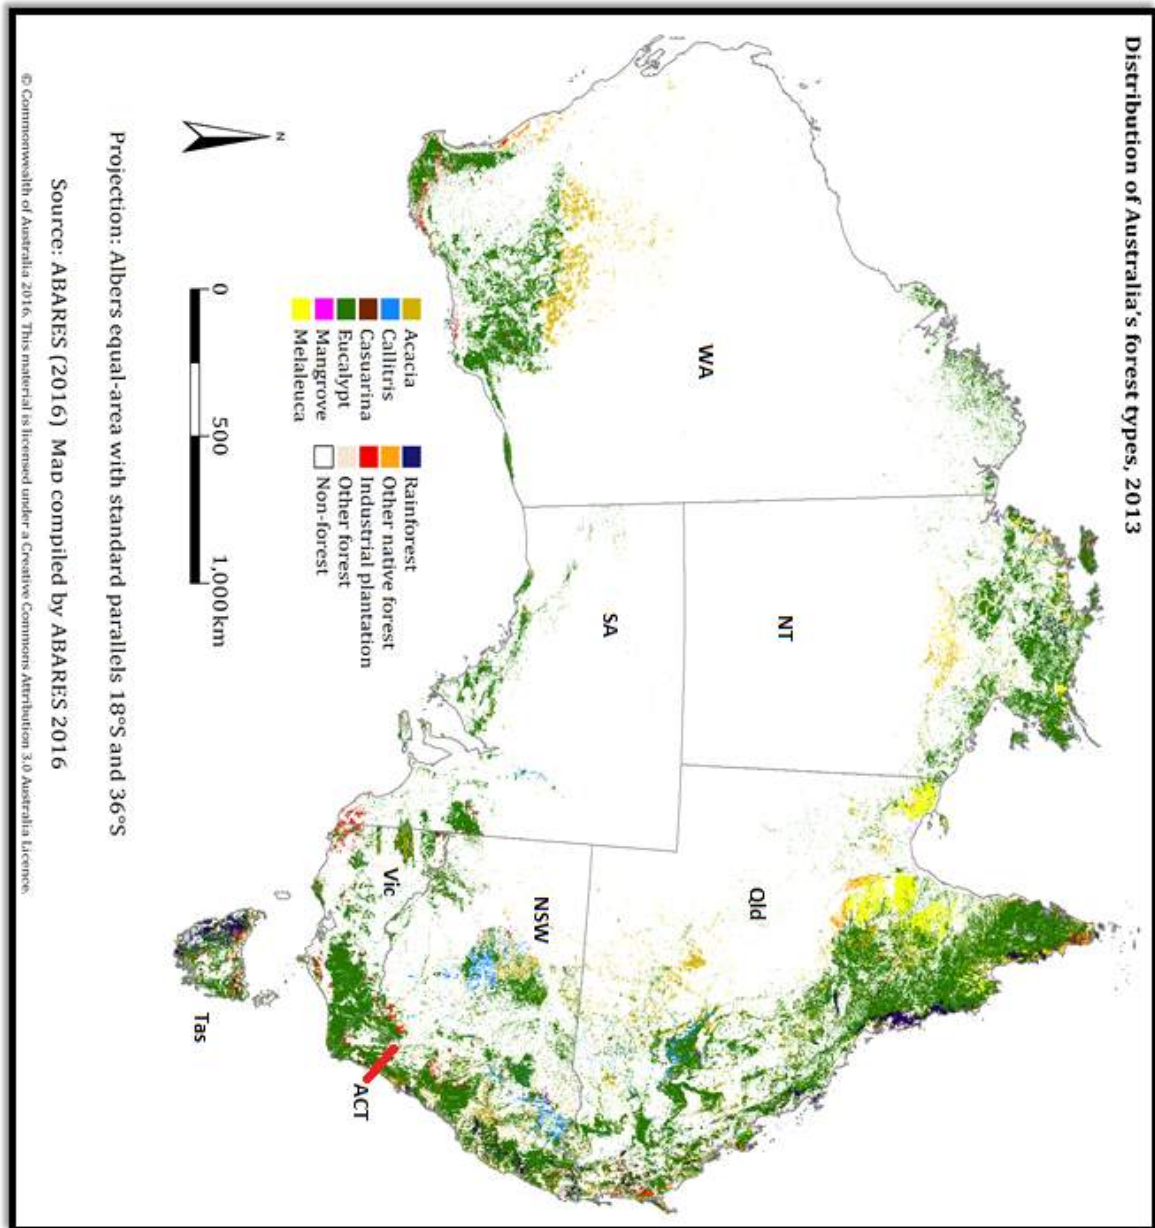 Distribution of Australia's forest types, 2013
WA
NT
SA
Qld
NSW
Vic
ACT
Tas
Acacia
Callitris
Casuarina
Eucalypt
Mangrove
Melaleuca
Rainforest
Other native forest
Industrial plantation
Other forest
Non-forest
N
0 500 1,000 km
Projection: Albers equal-area with standard parallels 18°S and 36°S
Source: ABARES (2016) Map compiled by ABARES 2016
© Commonwealth of Australia 2016. This material is licensed under a Creative Commons Attribution 3.0 Australia Licence.